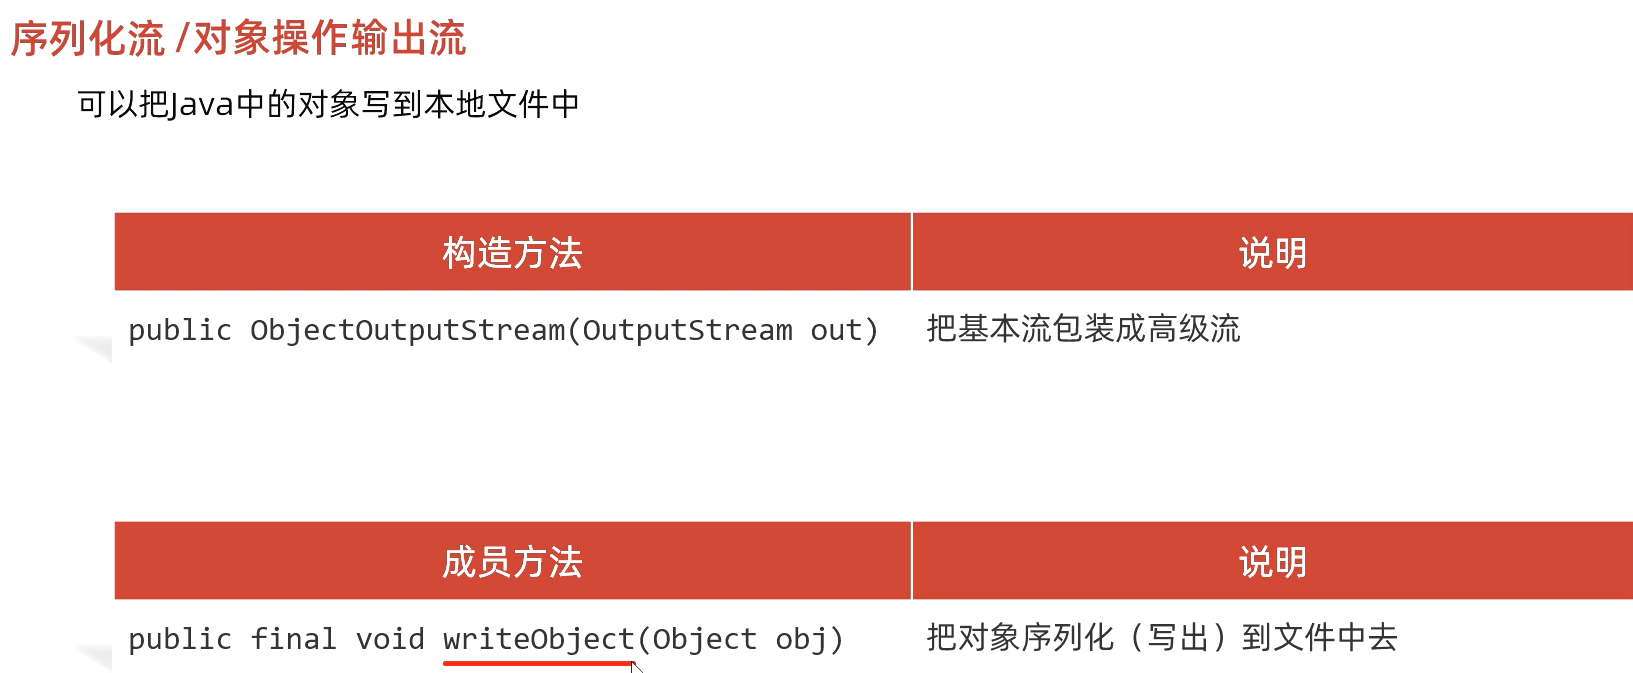 序列化流 /对象操作输出流
可以把Java中的对象写到本地文件中
构造方法 说明
public ObjectOutputStream(OutputStream out) 把基本流包装成高级流
成员方法 说明
public final void writeObject(Object obj) 把对象序列化（写出）到文件中去